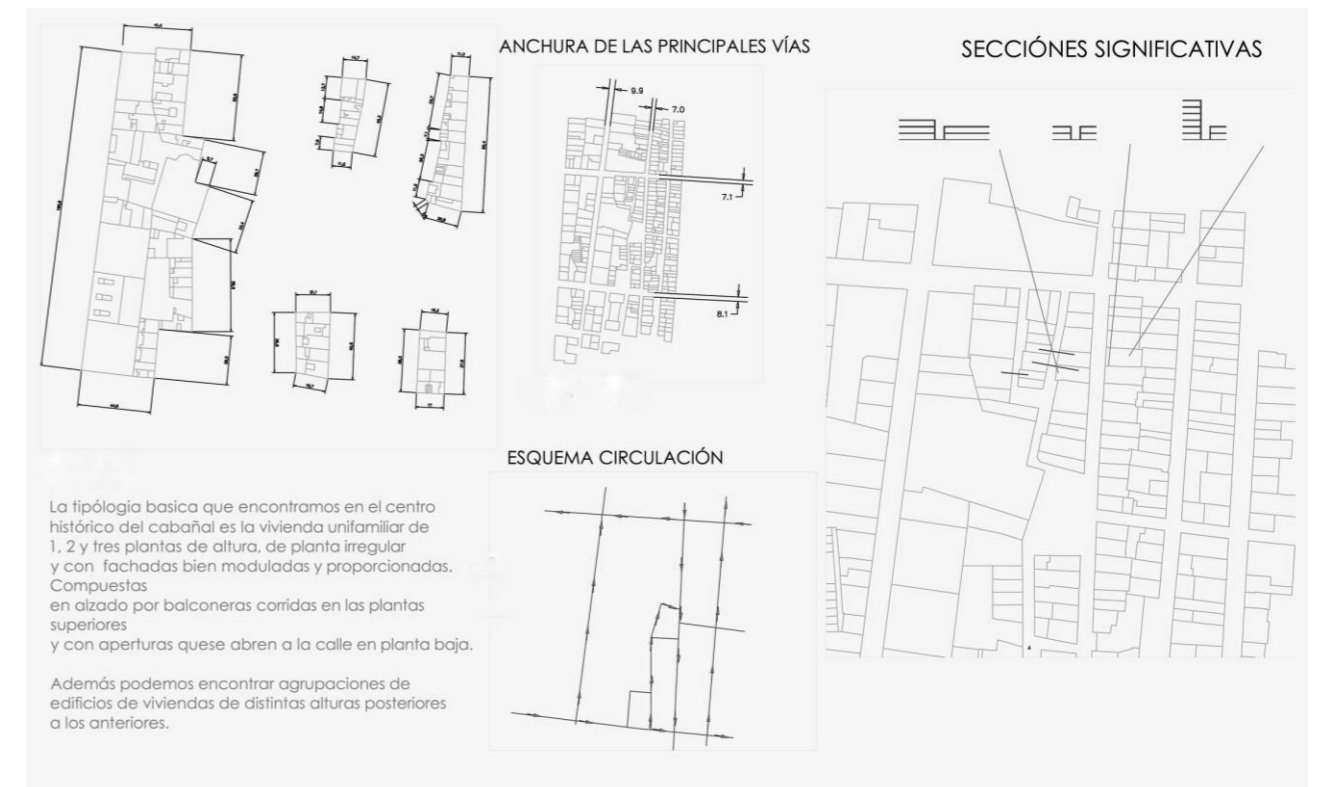 ANCHURA DE LAS PRINCIPALES VÍAS
SECCIÓNES SIGNIFICATIVAS
9.9
7.0
7.1
8.1
ESQUEMA CIRCULACIÓN
La tipólogia basica que encontramos en el centro
histórico del cabañal es la vivienda unifamiliar de
1, 2 y tres plantas de altura, de planta irregular
y con fachadas bien moduladas y proporcionadas.
Compuestas
en alzado por balconeras corridas en las plantas
superiores
y con aperturas quese abren a la calle en planta baja.
Además podemos encontrar agrupaciones de
edificios de viviendas de distintas alturas posteriores
a los anteriores.